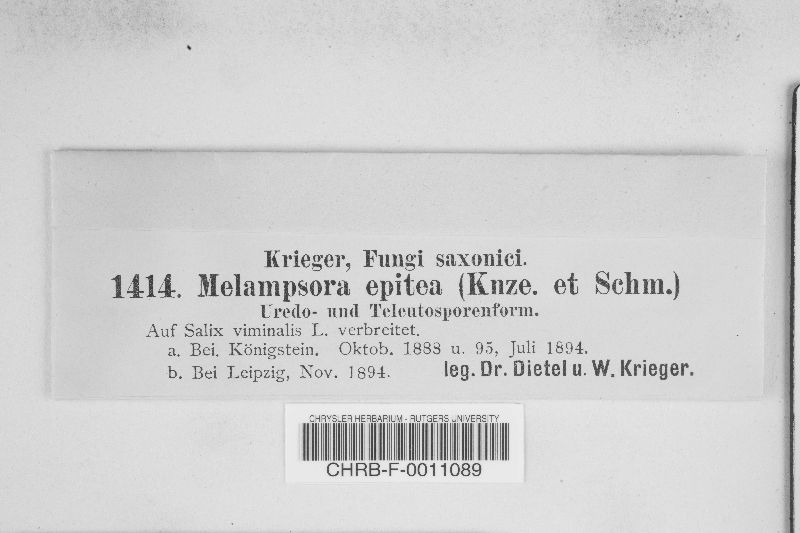 Krieger, Fungi saxonici.
1414. Melampsora epitea (Knze. et Schm.)
Uredo- und Teleutosporenform.
Auf Salix viminalis L. verbreitet.
a. Bei. Königstein. Oktob. 1888 u. 95, Juli 1894.
b. Bei Leipzig, Nov. 1894. leg. Dr. Dietel u. W. Krieger.
CHRYSLER HERBARIUM - RUTGERS UNIVERSITY
CHRB-F-0011089